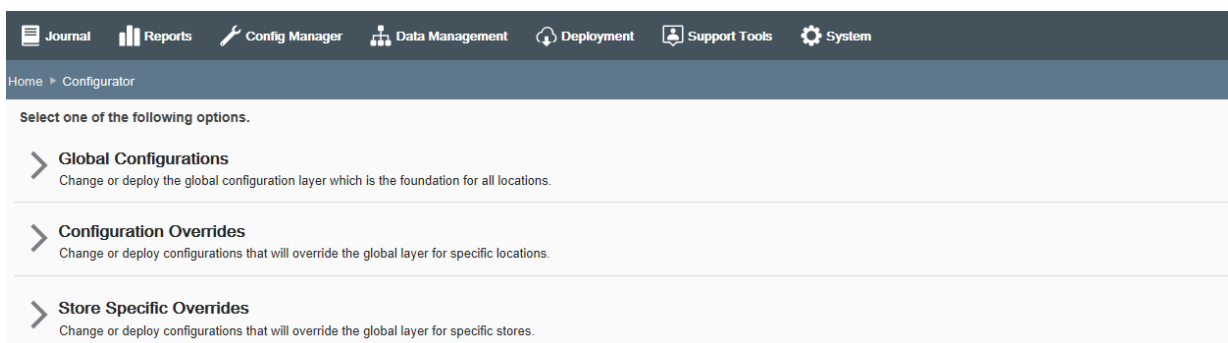 Journal Reports Config Manager Data Management Deployment Support Tools System
Home Configurator
Select one of the following options.
Global Configurations
Change or deploy the global configuration layer which is the foundation for all locations.
Configuration Overrides
Change or deploy configurations that will override the global layer for specific locations.
Store Specific Overrides
Change or deploy configurations that will override the global layer for specific stores.